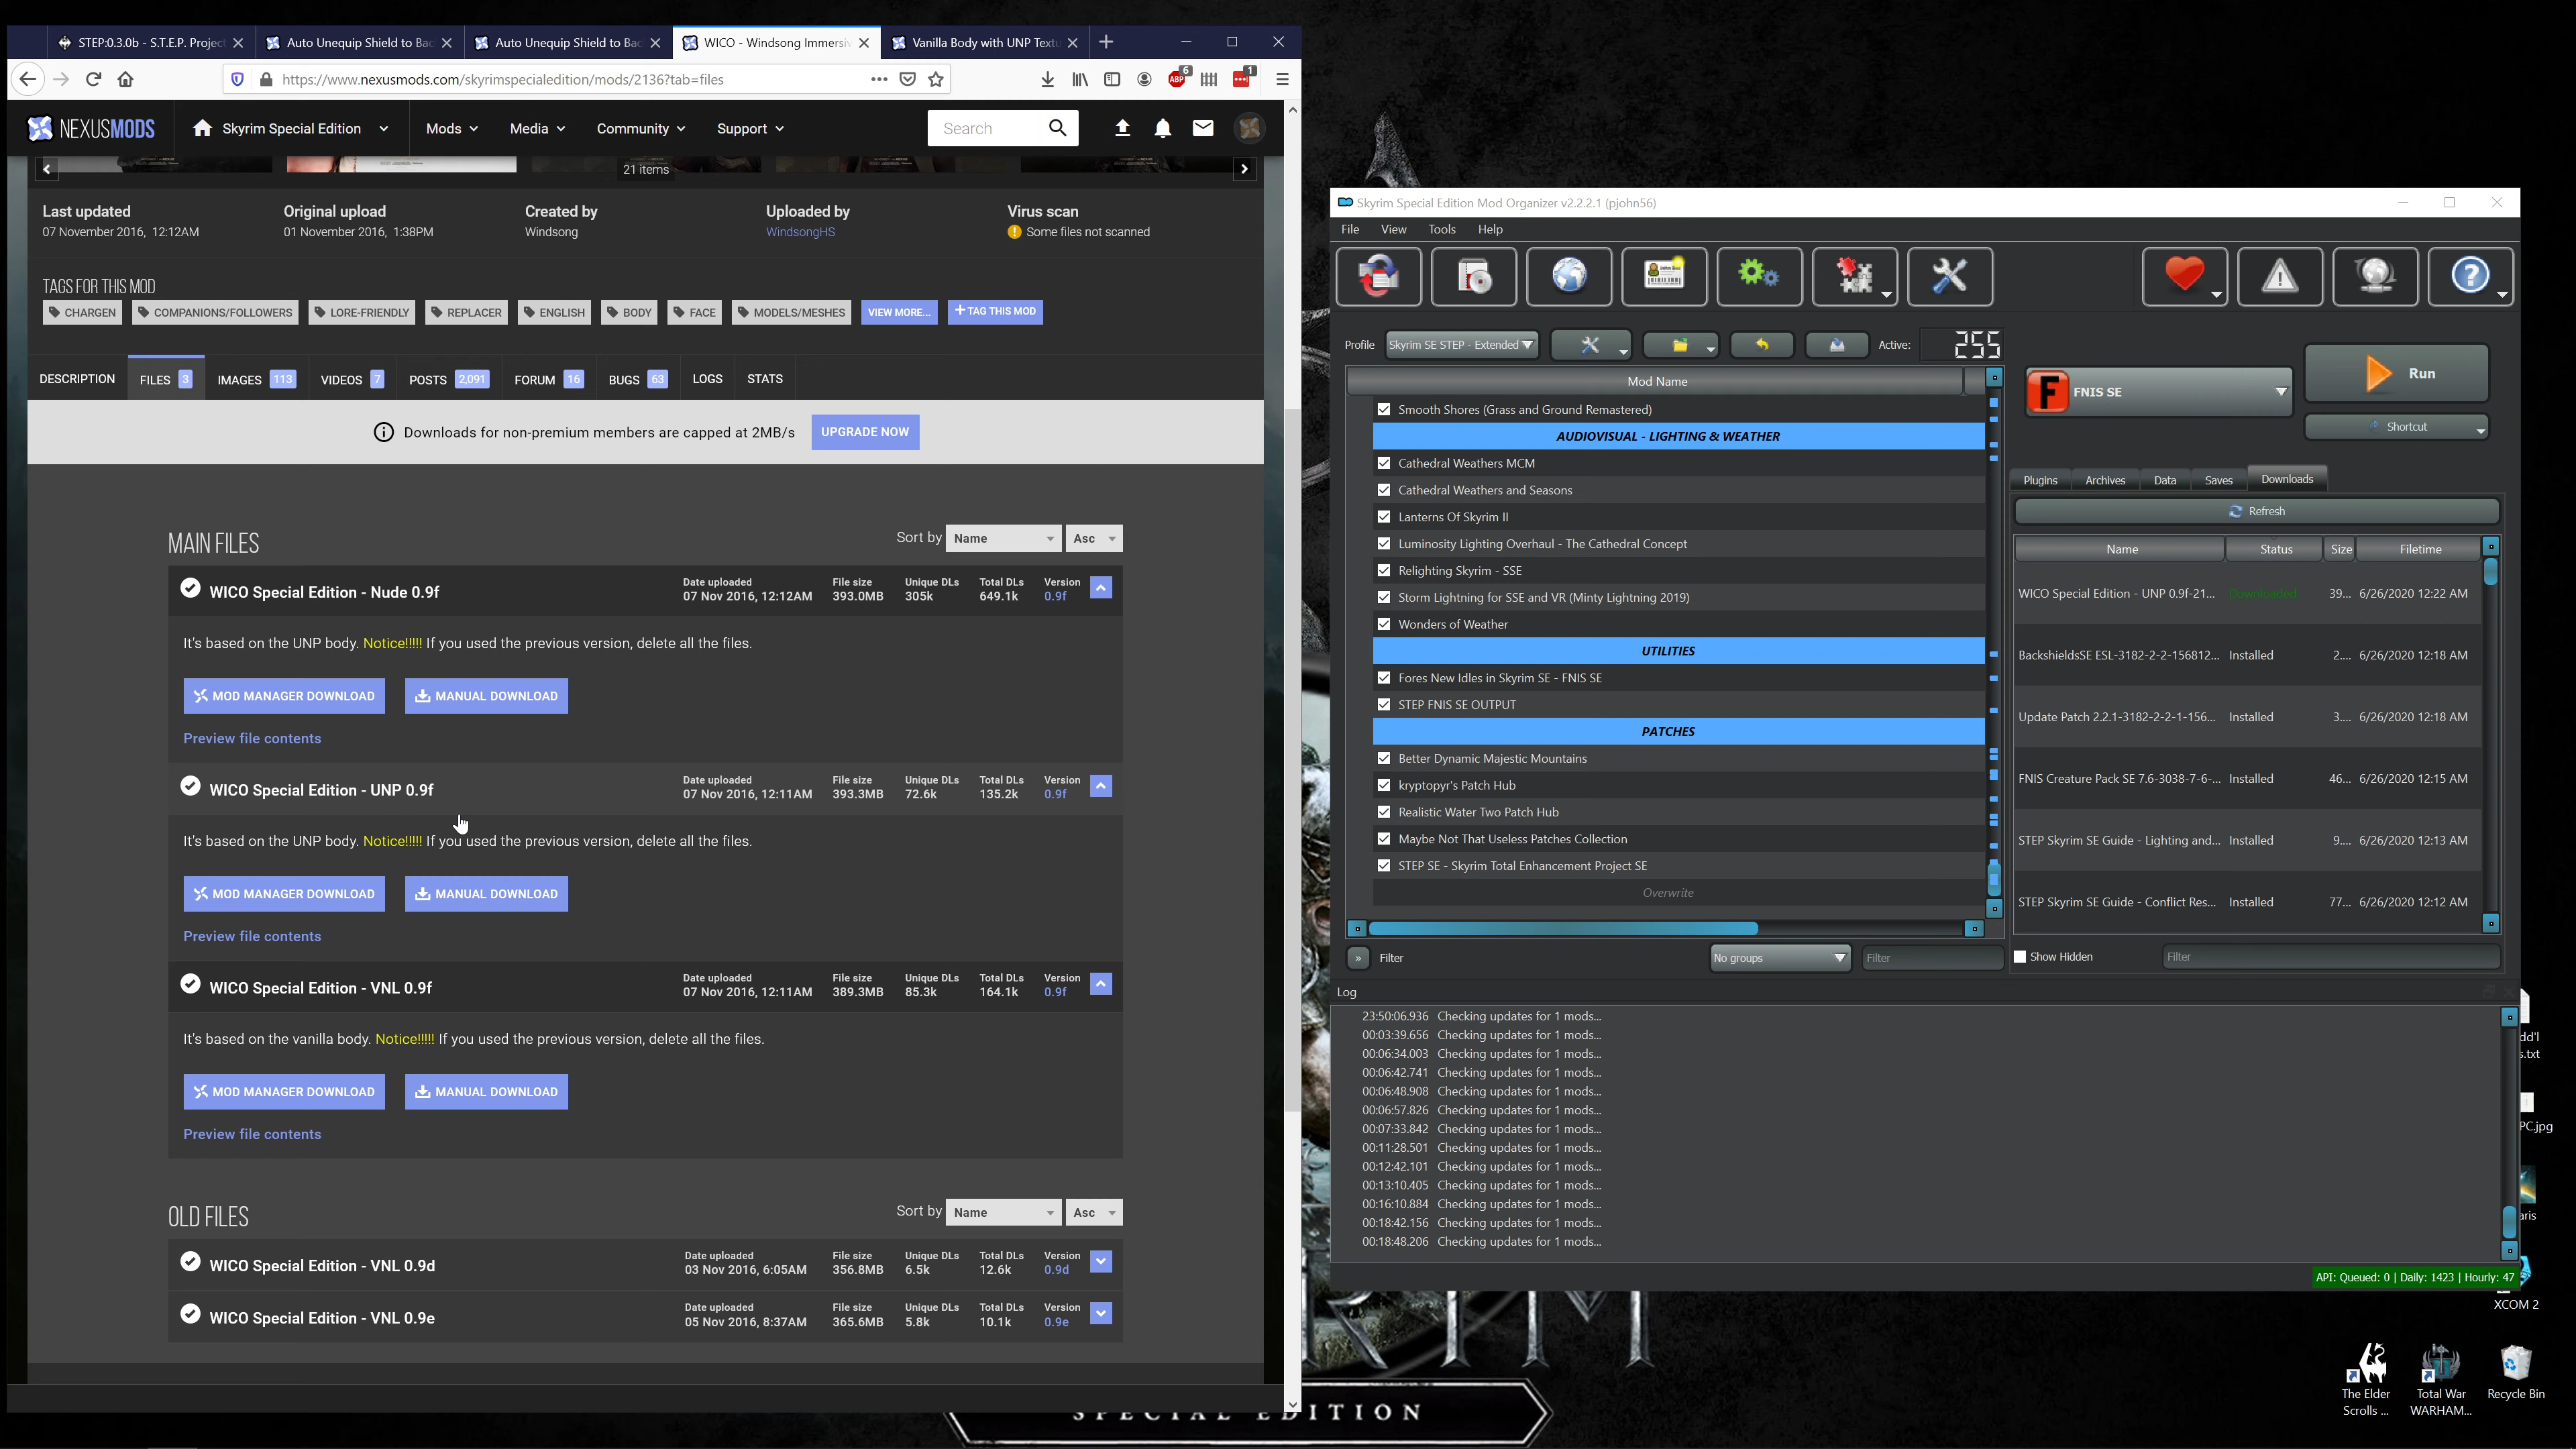 STEP:0.3.0b - S.T.E.P. Project
Auto Unequip Shield to Bac
Auto Unequip Shield to Bac
WICO - Windsong Immersiv
Vanilla Body with UNP Textu
https://www.nexusmods.com/skyrimspecialedition/mods/2136?tab=files
ABP 6
1
NEXUSMODS
Skyrim Special Edition
Mods
Media
Community
Support
Search
21 items
Last updated
07 November 2016, 12:12AM
Original upload
01 November 2016, 1:38PM
Created by
Windsong
Uploaded by
WindsongHS
Virus scan
Some files not scanned
TAGS FOR THIS MOD
CHARGEN
COMPANIONS/FOLLOWERS
LORE-FRIENDLY
REPLACER
ENGLISH
BODY
FACE
MODELS/MESHES
VIEW MORE...
+ TAG THIS MOD
DESCRIPTION
FILES 3
IMAGES 113
VIDEOS 7
POSTS 2,091
FORUM 16
BUGS 63
LOGS
STATS
Downloads for non-premium members are capped at 2MB/s
UPGRADE NOW
MAIN FILES
Sort by Name Asc
WICO Special Edition - Nude 0.9f
Date uploaded File size Unique DLs Total DLs Version
07 Nov 2016, 12:12AM 393.0MB 305k 649.1k 0.9f
It's based on the UNP body. Notice!!!!! If you used the previous version, delete all the files.
MOD MANAGER DOWNLOAD
MANUAL DOWNLOAD
Preview file contents
WICO Special Edition - UNP 0.9f
Date uploaded File size Unique DLs Total DLs Version
07 Nov 2016, 12:11AM 393.3MB 72.6k 135.2k 0.9f
It's based on the UNP body. Notice!!!!! If you used the previous version, delete all the files.
MOD MANAGER DOWNLOAD
MANUAL DOWNLOAD
Preview file contents
WICO Special Edition - VNL 0.9f
Date uploaded File size Unique DLs Total DLs Version
07 Nov 2016, 12:11AM 389.3MB 85.3k 164.1k 0.9f
It's based on the vanilla body. Notice!!!!! If you used the previous version, delete all the files.
MOD MANAGER DOWNLOAD
MANUAL DOWNLOAD
Preview file contents
OLD FILES
Sort by Name Asc
WICO Special Edition - VNL 0.9d
Date uploaded File size Unique DLs Total DLs Version
03 Nov 2016, 6:05AM 356.8MB 6.5k 12.6k 0.9d
WICO Special Edition - VNL 0.9e
Date uploaded File size Unique DLs Total DLs Version
05 Nov 2016, 8:37AM 365.6MB 5.8k 10.1k 0.9e
Skyrim Special Edition Mod Organizer v2.2.2.1 (pjohn56)
File View Tools Help
Profile
Skyrim SE STEP - Extended
Active:
255
Mod Name
Smooth Shores (Grass and Ground Remastered)
AUDIOVISUAL - LIGHTING & WEATHER
Cathedral Weathers MCM
Cathedral Weathers and Seasons
Lanterns Of Skyrim II
Luminosity Lighting Overhaul - The Cathedral Concept
Relighting Skyrim - SSE
Storm Lightning for SSE and VR (Minty Lightning 2019)
Wonders of Weather
UTILITIES
Fores New Idles in Skyrim SE - FNIS SE
STEP FNIS SE OUTPUT
PATCHES
Better Dynamic Majestic Mountains
kryptopyr's Patch Hub
Realistic Water Two Patch Hub
Maybe Not That Useless Patches Collection
STEP SE - Skyrim Total Enhancement Project SE
Overwrite
»
Filter
No groups
Filter
F FNIS SE
Run
Shortcut
Plugins Archives Data Saves Downloads
Refresh
Name Status Size Filetime
WICO Special Edition - UNP 0.9f-21... Downloaded 39... 6/26/2020 12:22 AM
BackshieldsSE ESL-3182-2-2-156812... Installed 2.... 6/26/2020 12:18 AM
Update Patch 2.2.1-3182-2-2-1-156... Installed 3.... 6/26/2020 12:18 AM
FNIS Creature Pack SE 7.6-3038-7-6-... Installed 46... 6/26/2020 12:15 AM
STEP Skyrim SE Guide - Lighting and... Installed 9.... 6/26/2020 12:13 AM
STEP Skyrim SE Guide - Conflict Res... Installed 77... 6/26/2020 12:12 AM
Show Hidden
Filter
Log
23:50:06.936 Checking updates for 1 mods...
00:03:39.656 Checking updates for 1 mods...
00:06:34.003 Checking updates for 1 mods...
00:06:42.741 Checking updates for 1 mods...
00:06:48.908 Checking updates for 1 mods...
00:06:57.826 Checking updates for 1 mods...
00:07:33.842 Checking updates for 1 mods...
00:11:28.501 Checking updates for 1 mods...
00:12:42.101 Checking updates for 1 mods...
00:13:10.405 Checking updates for 1 mods...
00:16:10.884 Checking updates for 1 mods...
00:18:42.156 Checking updates for 1 mods...
00:18:48.206 Checking updates for 1 mods...
API: Queued: 0 | Daily: 1423 | Hourly: 47
dd'l
s.txt
PC.jpg
aris
XCOM 2
The Elder
Scrolls ...
Total War
WARHAM...
Recycle Bin
RIM
SPECIAL EDITION